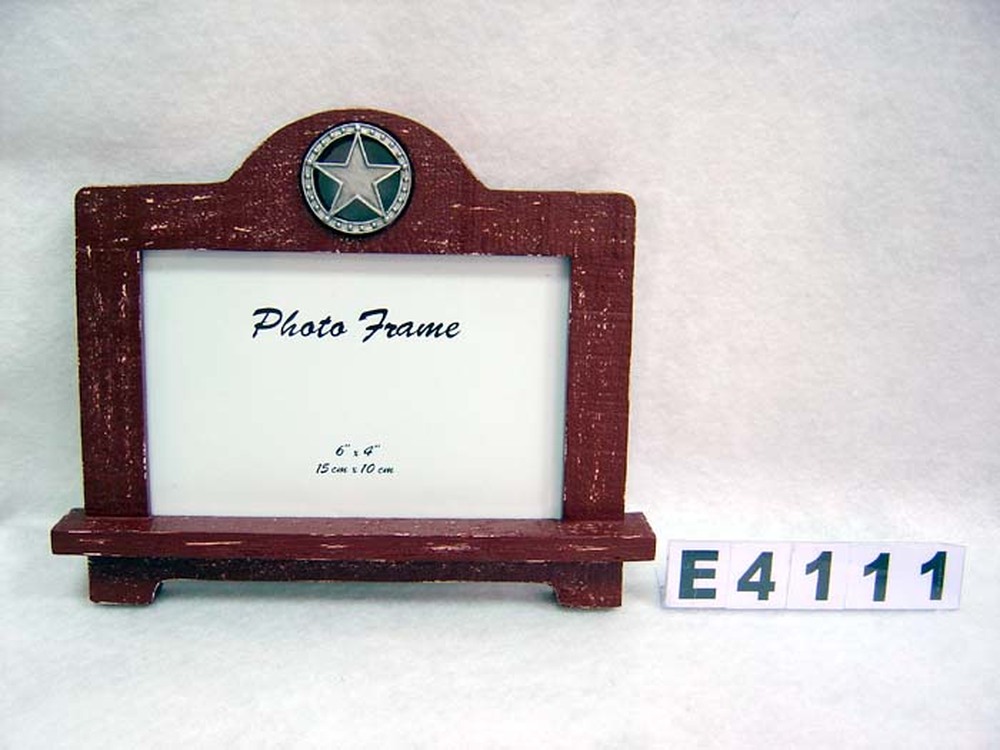 Photo Frame
6" x 4"
15 cm x 10 cm
E4111